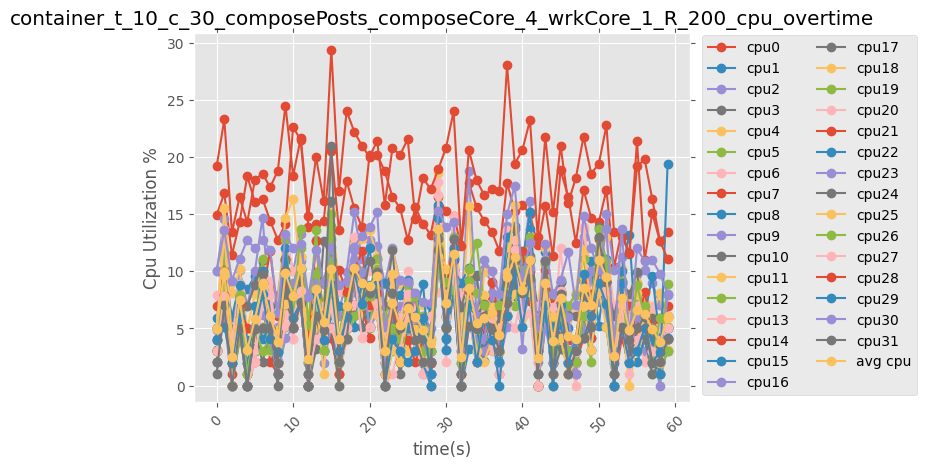 container_t_10_c_30_composePosts_composeCore_4_wrkCore_1_R_200_cpu_overtime
Cpu Utilization %
30
25
20
15
10
5
0
0
10
20
30
40
50
60
time(s)
cpu0
cpu1
cpu2
cpu3
cpu4
cpu5
cpu6
cpu7
cpu8
cpu9
cpu10
cpu11
cpu12
cpu13
cpu14
cpu15
cpu16
cpu17
cpu18
cpu19
cpu20
cpu21
cpu22
cpu23
cpu24
cpu25
cpu26
cpu27
cpu28
cpu29
cpu30
cpu31
avg cpu